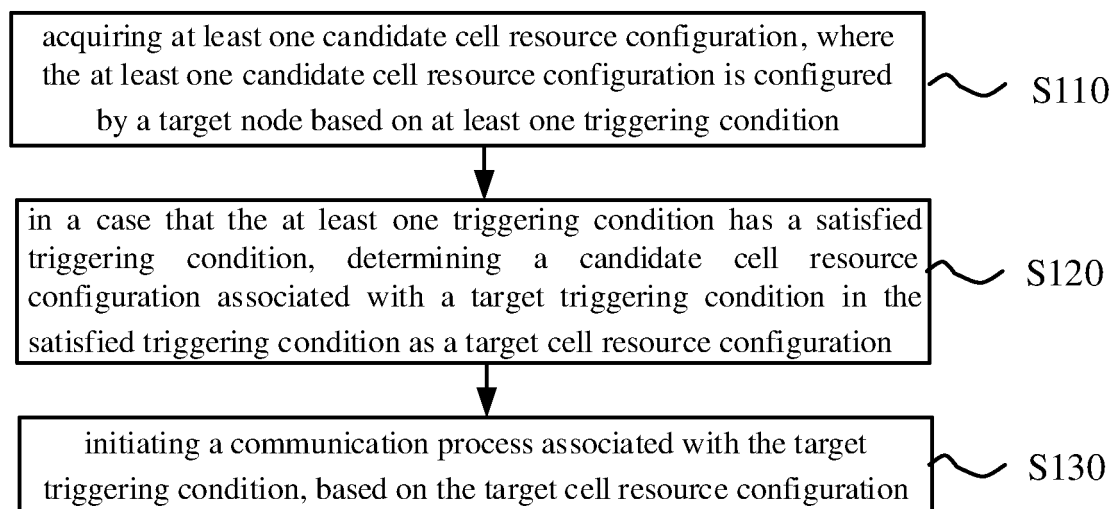 acquiring at least one candidate cell resource configuration, where
the at least one candidate cell resource configuration is configured
by a target node based on at least one triggering condition
S110
in a case that the at least one triggering condition has a satisfied
triggering condition, determining a candidate cell resource
configuration associated with a target triggering condition in the
satisfied triggering condition as a target cell resource configuration
S120
initiating a communication process associated with the target
triggering condition, based on the target cell resource configuration
S130